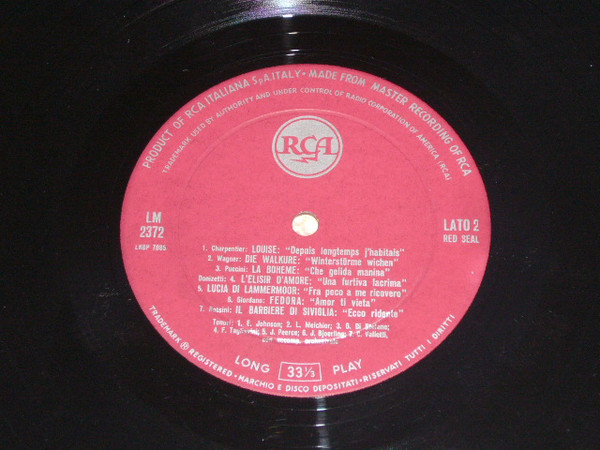 PRODUCT OF RCA ITALIANA S.p.A. ITALY • MADE FROM MASTER RECORDING OF RCA
TRADEMARK USED BY AUTHORITY AND UNDER CONTROL OF RADIO CORPORATION OF AMERICA (RCA)
RCA
LM
2372
LATO 2
RED SEAL
1. Charpentier: LOUISE: "Depuis longtemps j'habitais"
2. Wagner: DIE WALKURE: "Winterstürme wichen"
3. Puccini: LA BOHEME: "Che gelida manina"
Donizetti: 4. L'ELISIR D'AMORE: "Una furtiva lacrima"
5. LUCIA DI LAMMERMOOR: "Fra poco a me ricovero"
6. Giordano: FEDORA: "Amor ti vieta"
7. Rossini: IL BARBIERE DI SIVIGLIA: "Ecco ridente"
Tenori: 1. E. Johnson; 2. L. Melchior; 3. G. Di Stefano;
4. F. Tagliavini; 5. J. Peerce; 6. J. Bjoerling; 7. C. Valletti,
LONG 33⅓ PLAY
TRADEMARK ® REGISTERED • MARCHIO E DISCO DEPOSITATI • RISERVATI TUTTI I DIRITTI